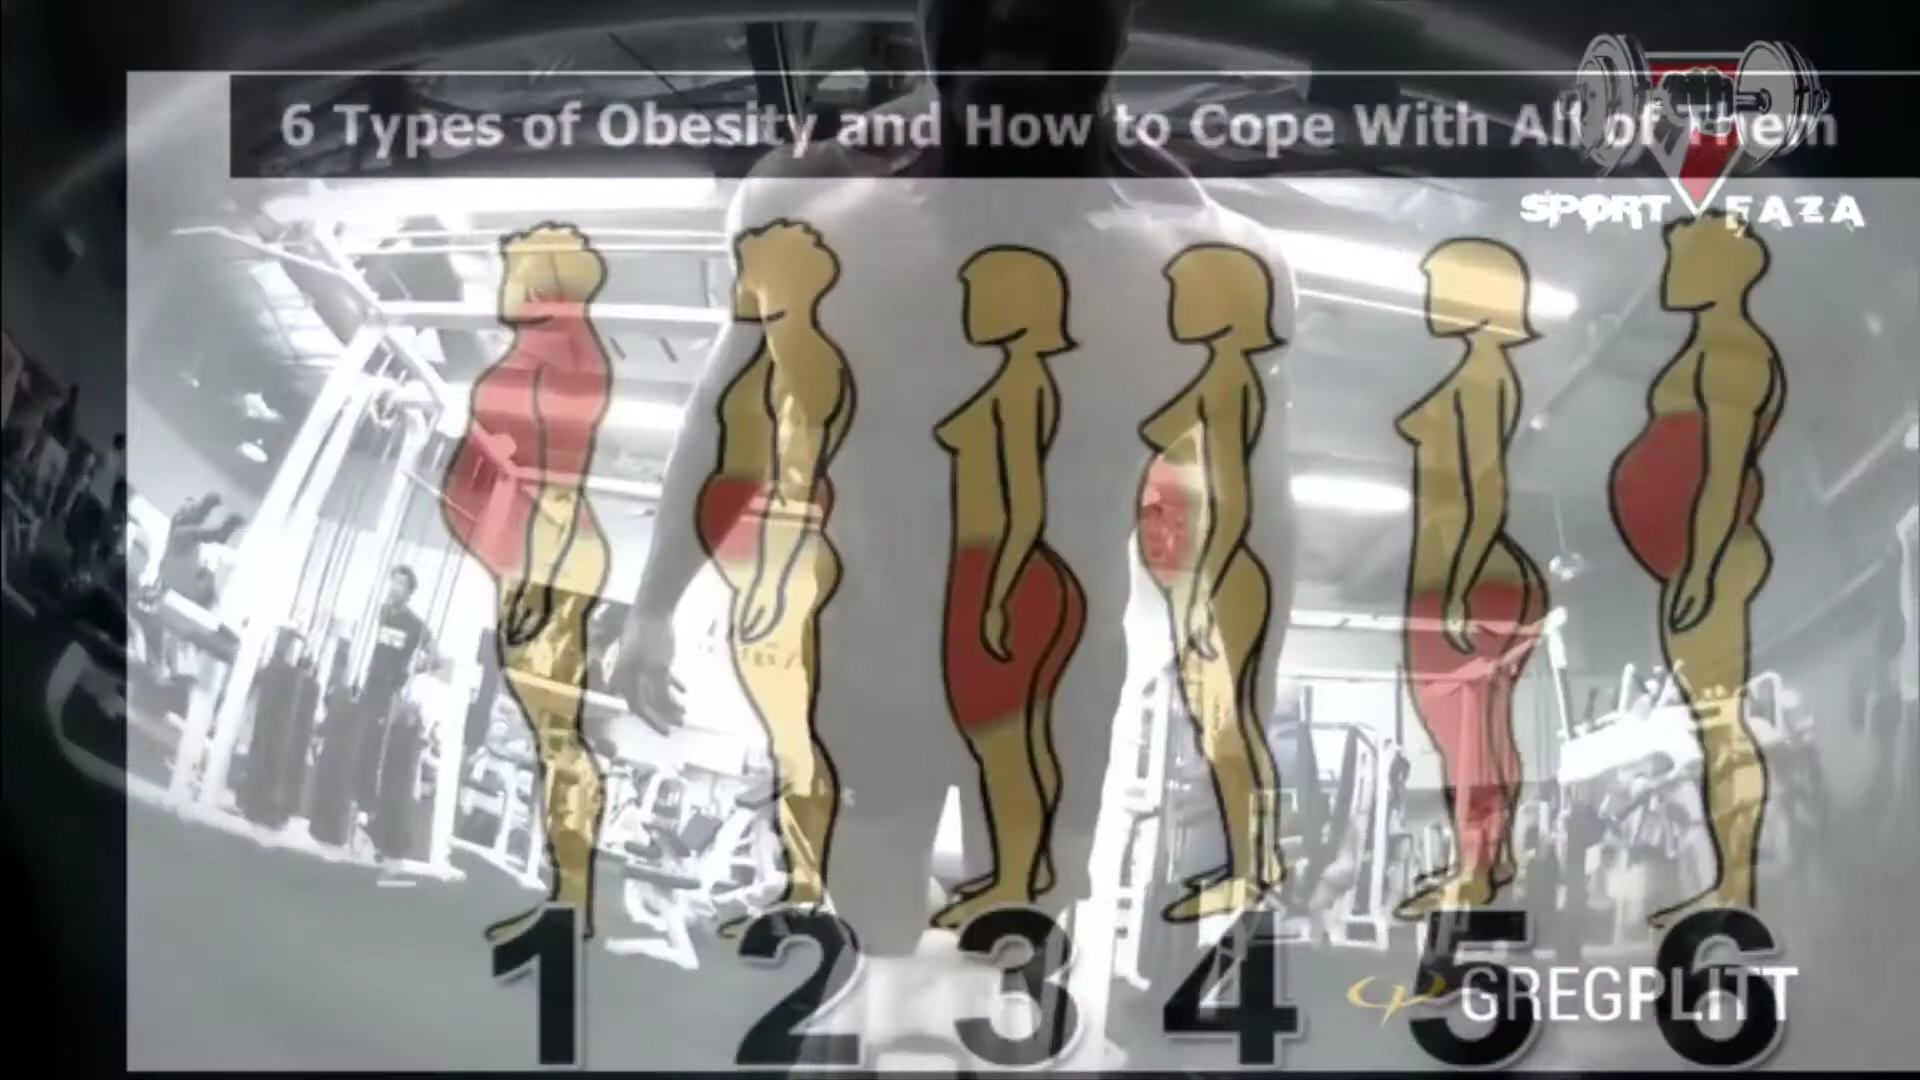 6 Types of Obesity and How to Cope With All of Them
SPORT FAZA
1 2 3 4 5 6
GREGPLITT